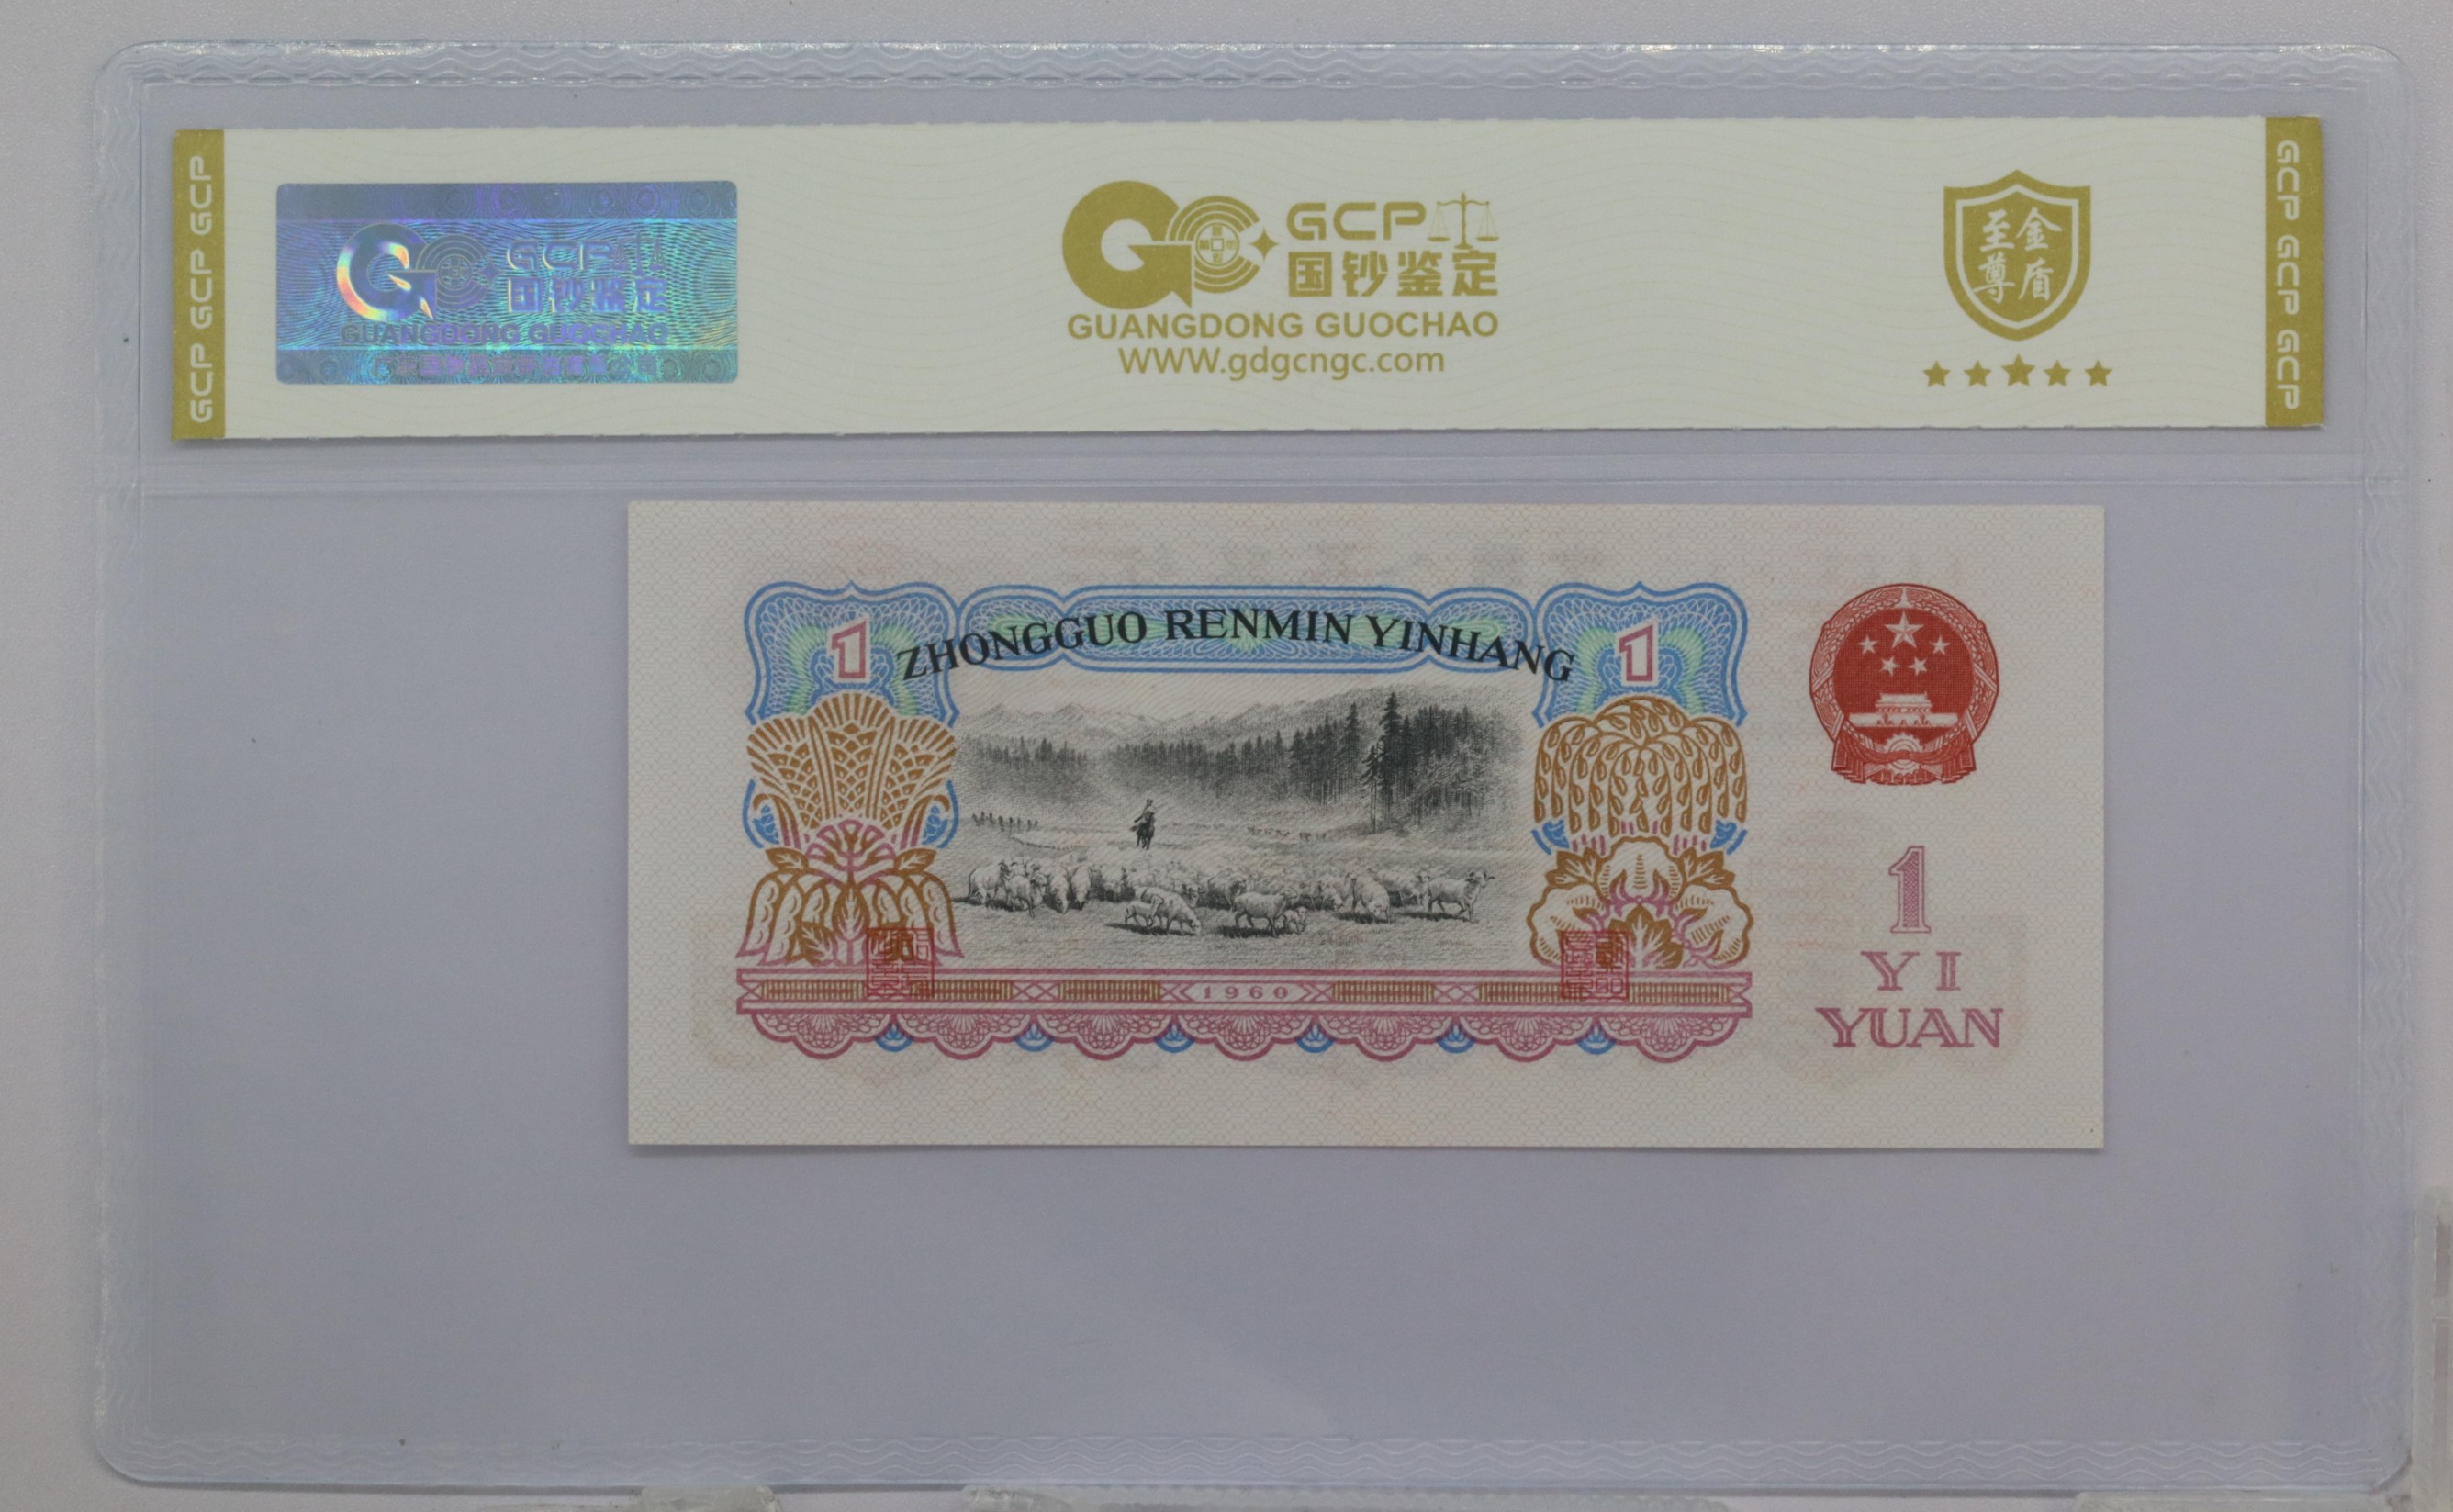 GCP GCP GCP
GCP
国钞鉴定
GUANGDONG GUOCHAO
GCP
国钞鉴定
GUANGDONG GUOCHAO
WWW.gdgcngc.com
至尊
金盾
GCP GCP GCP
1
ZHONGGUO RENMIN YINHANG
1
1
YI
YUAN
1960